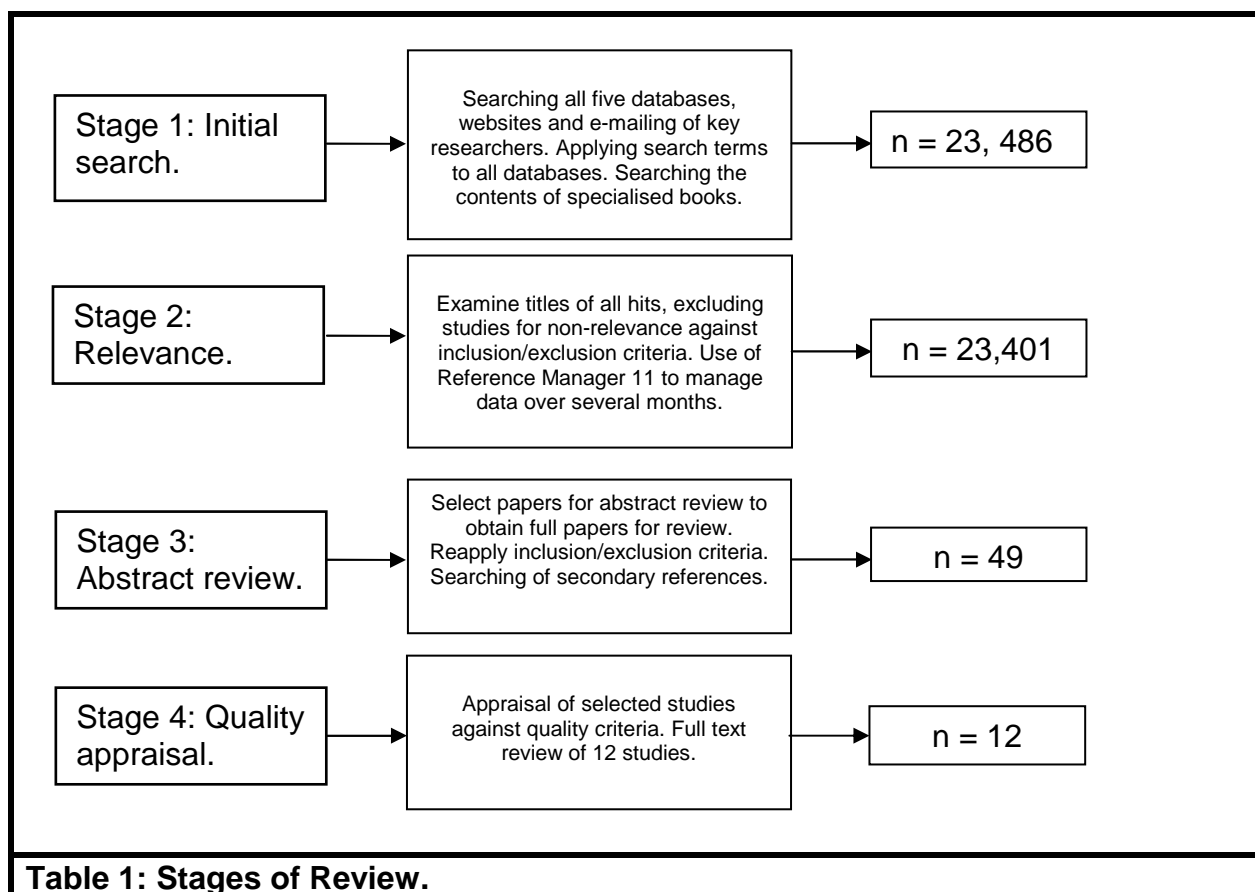 Stage 1: Initial
search.
Searching all five databases,
websites and e-mailing of key
researchers. Applying search terms
to all databases. Searching the
contents of specialised books.
n = 23, 486
Stage 2:
Relevance.
Examine titles of all hits, excluding
studies for non-relevance against
inclusion/exclusion criteria. Use of
Reference Manager 11 to manage
data over several months.
n = 23,401
Stage 3:
Abstract review.
Select papers for abstract review to
obtain full papers for review.
Reapply inclusion/exclusion criteria.
Searching of secondary references.
n = 49
Stage 4: Quality
appraisal.
Appraisal of selected studies
against quality criteria. Full text
review of 12 studies.
n = 12
Table 1: Stages of Review.